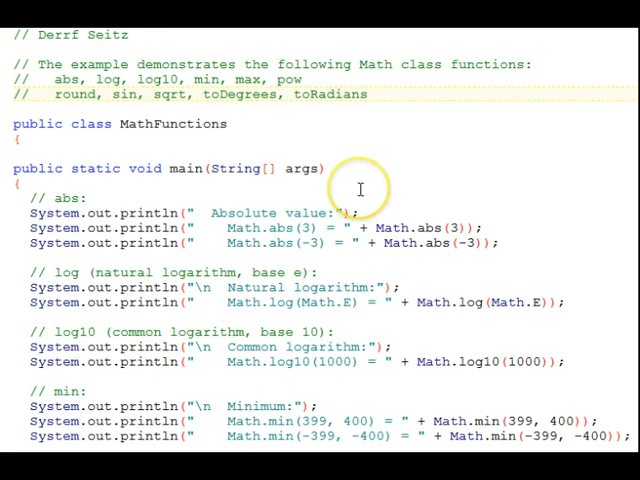 // Derrf Seitz
// The example demonstrates the following Math class functions:
//   abs, log, log10, min, max, pow
//   round, sin, sqrt, toDegrees, toRadians
public class MathFunctions
{
public static void main(String[] args)
{
// abs:
System.out.println("  Absolute value:");
System.out.println("    Math.abs(3) = " + Math.abs(3));
System.out.println("    Math.abs(-3) = " + Math.abs(-3));
// log (natural logarithm, base e):
System.out.println("\n  Natural logarithm:");
System.out.println("    Math.log(Math.E) = " + Math.log(Math.E));
// log10 (common logarithm, base 10):
System.out.println("\n  Common logarithm:");
System.out.println("    Math.log10(1000) = " + Math.log10(1000));
// min:
System.out.println("\n  Minimum:");
System.out.println("    Math.min(399, 400) = " + Math.min(399, 400));
System.out.println("    Math.min(-399, -400) = " + Math.min(-399, -400));